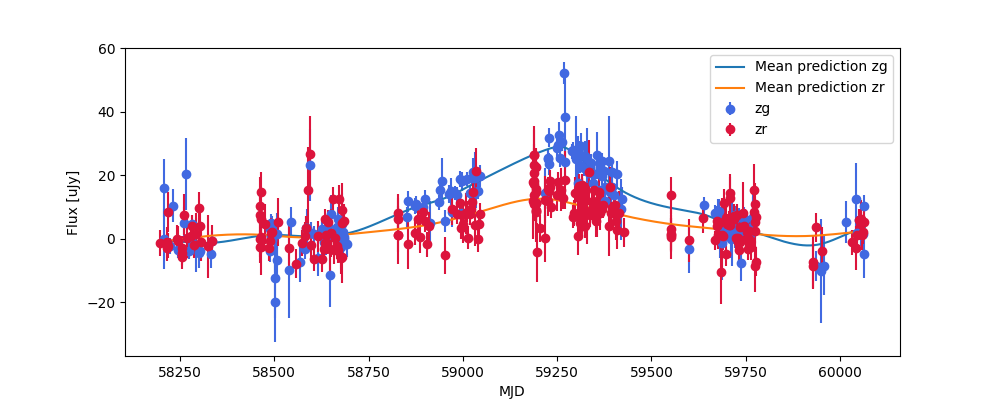 60
40
20
0
−20
Flux [uJy]
58250 58500 58750 59000 59250 59500 59750 60000
MJD
Mean prediction zg
Mean prediction zr
zg
zr